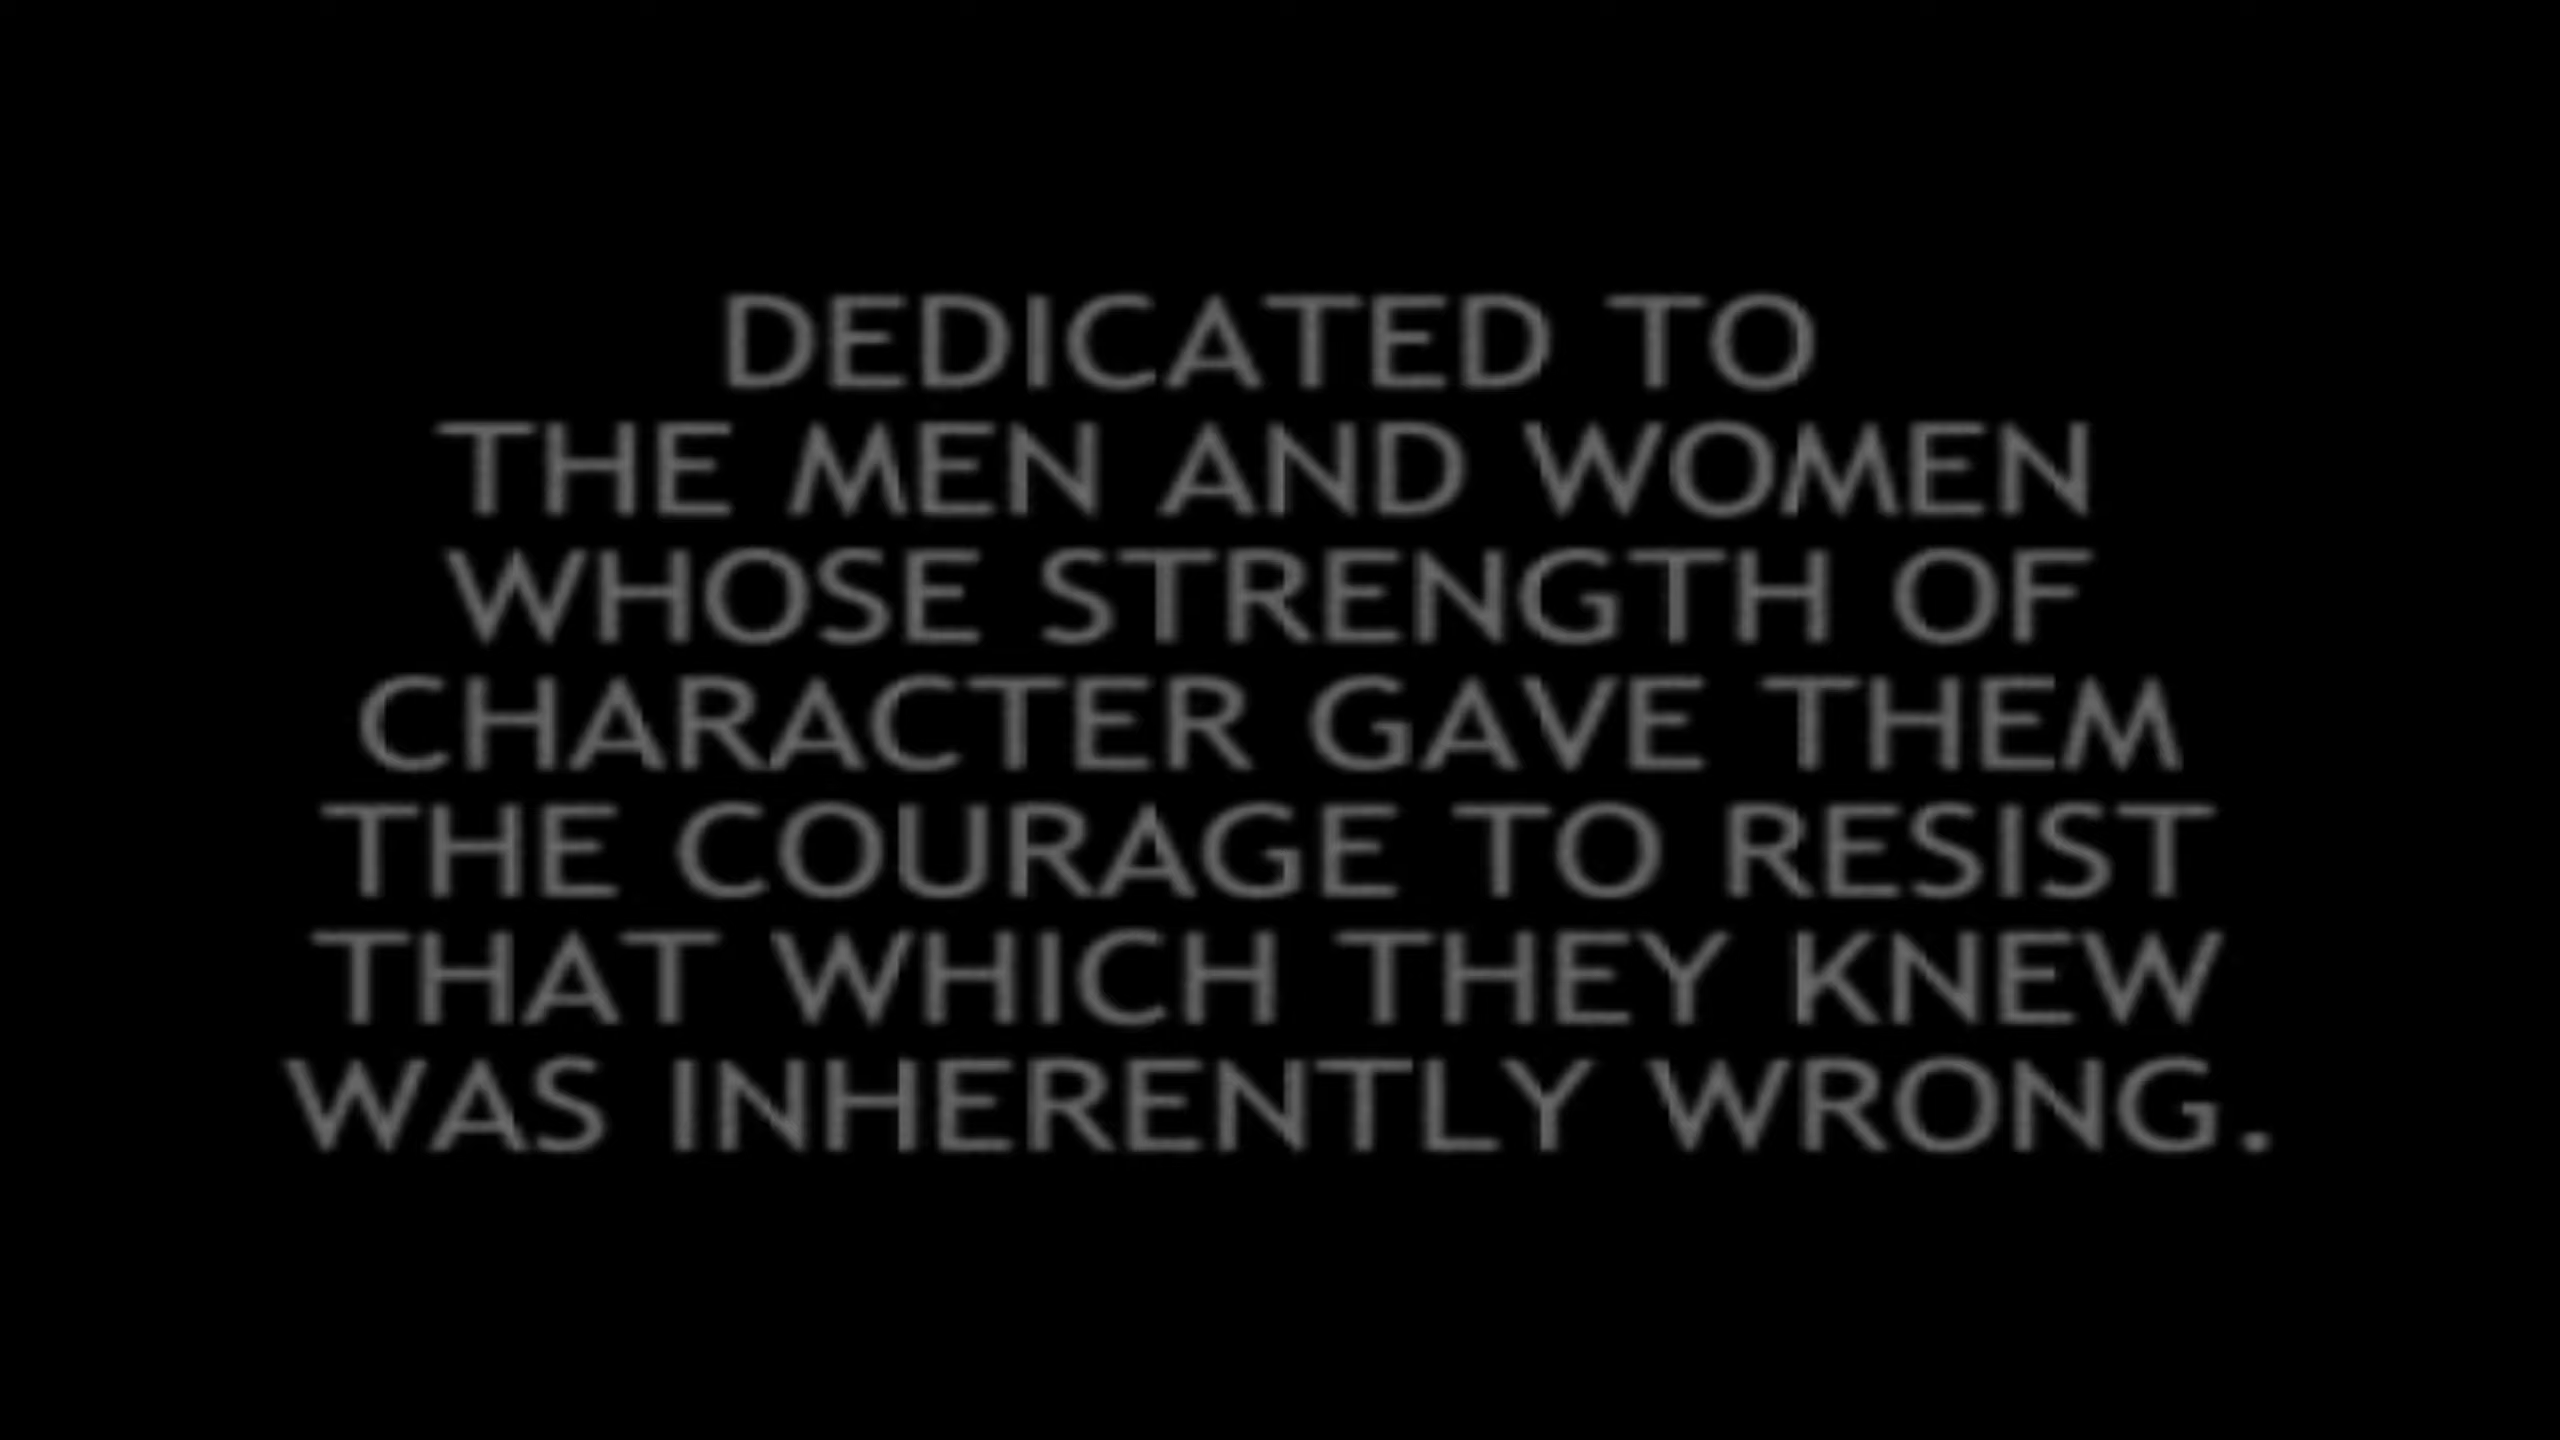 DEDICATED TO
THE MEN AND WOMEN
WHOSE STRENGTH OF
CHARACTER GAVE THEM
THE COURAGE TO RESIST
THAT WHICH THEY KNEW
WAS INHERENTLY WRONG.